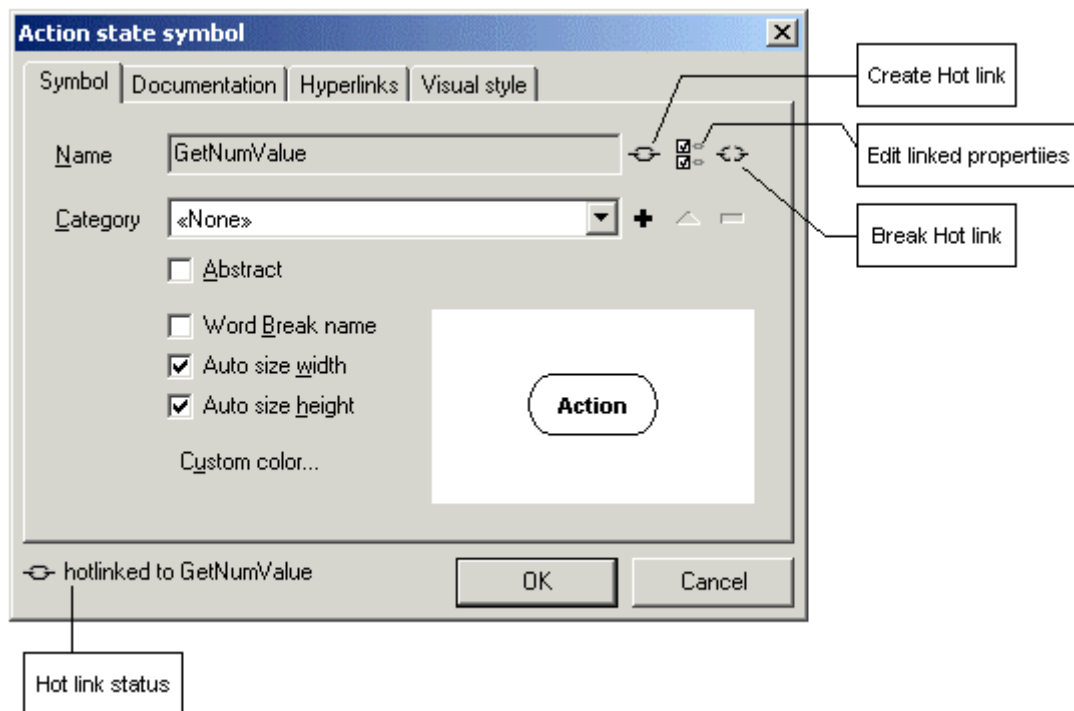 Action state symbol
Symbol Documentation Hyperlinks Visual style
Create Hot link
Name GetNumValue
Edit linked propertiies
Category «None»
Break Hot link
Abstract
Word Break name
Auto size width
Auto size height
Action
Custom color...
hotlinked to GetNumValue
OK Cancel
Hot link status